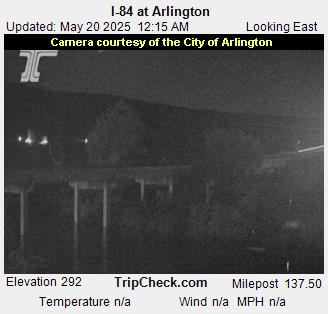 I-84 at Arlington
Updated: May 20 2025 12:15 AM Looking East
Camera courtesy of the City of Arlington
Elevation 292 TripCheck.com Milepost 137.50
Temperature n/a Wind n/a MPH n/a